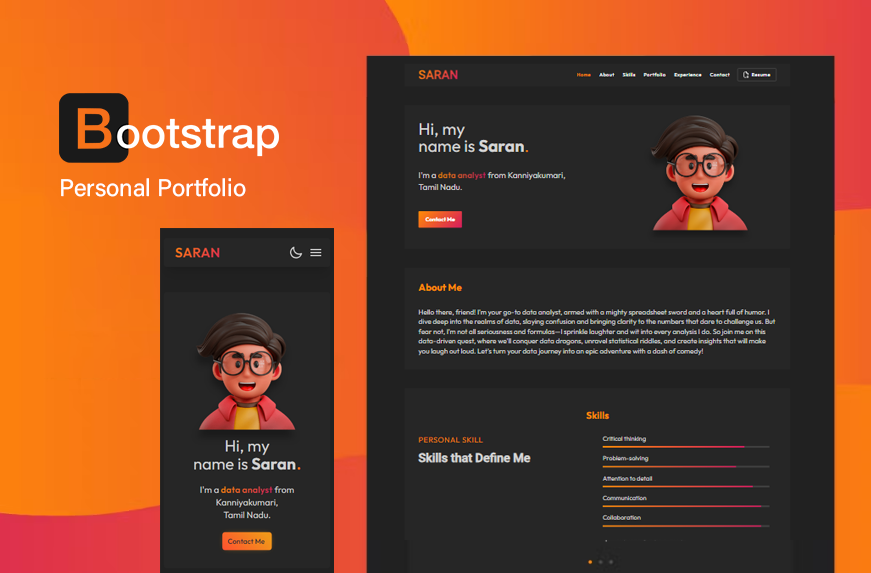 Bootstrap
Personal Portfolio
SARAN
Hi, my
name is Saran.
I'm a data analyst from
Kanniyakumari,
Tamil Nadu.
Contact Me
SARAN
Home About Skills Portfolio Experience Contact Resume
Hi, my
name is Saran.
I'm a data analyst from Kanniyakumari,
Tamil Nadu.
Contact Me
About Me
Hello there, friend! I'm your go-to data analyst, armed with a mighty spreadsheet sword and a heart full of humor. I
dive deep into the realms of data, slaying confusion and bringing clarity to the numbers that dare to challenge us. But
fear not, I'm not all seriousness and formulas—I sprinkle laughter and wit into every analysis I do. So join me on this
data-driven quest, where we'll conquer data dragons, unravel statistical riddles, and create insights that will make
you laugh out loud. Let's turn your data journey into an epic adventure with a dash of comedy!
PERSONAL SKILL
Skills that Define Me
Skills
Critical thinking
Problem-solving
Attention to detail
Communication
Collaboration